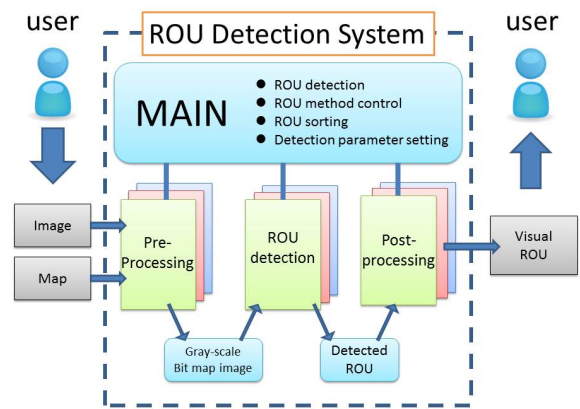 user
ROU Detection System
user
MAIN
● ROU detection
● ROU method control
● ROU sorting
● Detection parameter setting
Image
Map
Pre-
Processing
ROU
detection
Post-
processing
Visual
ROU
Gray-scale
Bit map image
Detected
ROU